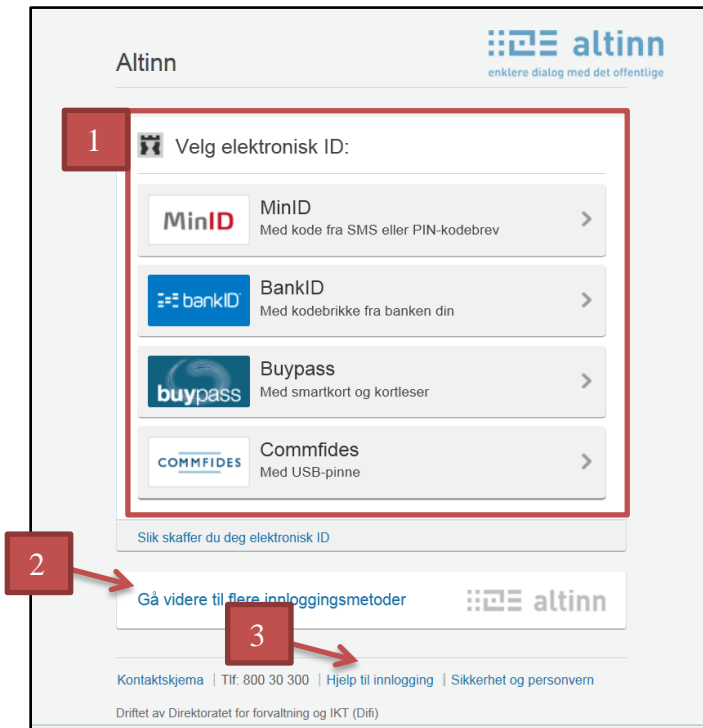 Altinn
altinn
enklere dialog med det offentlige
1
Velg elektronisk ID:
MinID
MinID
Med kode fra SMS eller PIN-kodebrev
bankID
BankID
Med kodebrikke fra banken din
buypass
Buypass
Med smartkort og kortleser
COMMFIDES
Commfides
Med USB-pinne
Slik skaffer du deg elektronisk ID
2
Gå videre til flere innloggingsmetoder
altinn
3
Kontaktskjema | Tlf: 800 30 300 | Hjelp til innlogging | Sikkerhet og personvern
Driftet av Direktoratet for forvaltning og IKT (Difi)